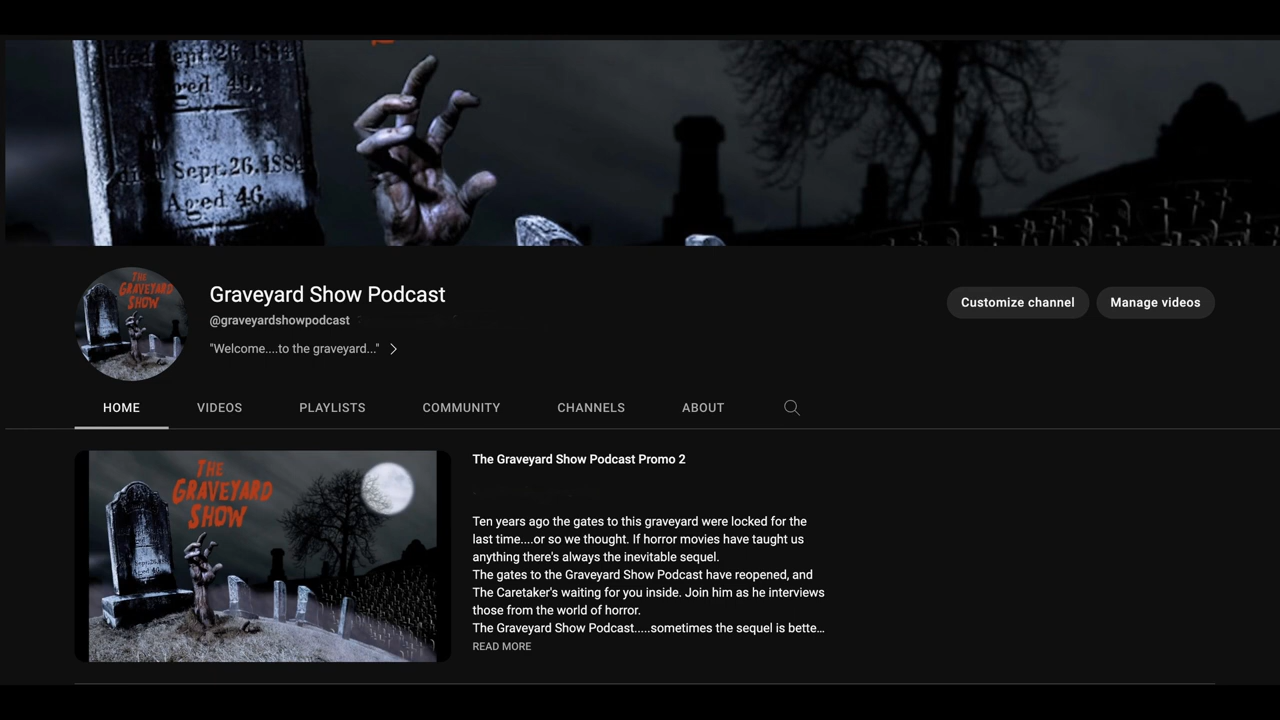 died Sept. 26. 1884
Aged 46.
died Sept. 26. 1884
Aged 46.
THE
GRAVEYARD
SHOW
Graveyard Show Podcast
@graveyardshowpodcast
"Welcome....to the graveyard..."
Customize channel
Manage videos
HOME
VIDEOS
PLAYLISTS
COMMUNITY
CHANNELS
ABOUT
THE
GRAVEYARD
SHOW
The Graveyard Show Podcast Promo 2
Ten years ago the gates to this graveyard were locked for the
last time....or so we thought. If horror movies have taught us
anything there's always the inevitable sequel.
The gates to the Graveyard Show Podcast have reopened, and
The Caretaker's waiting for you inside. Join him as he interviews
those from the world of horror.
The Graveyard Show Podcast.....sometimes the sequel is bette...
READ MORE